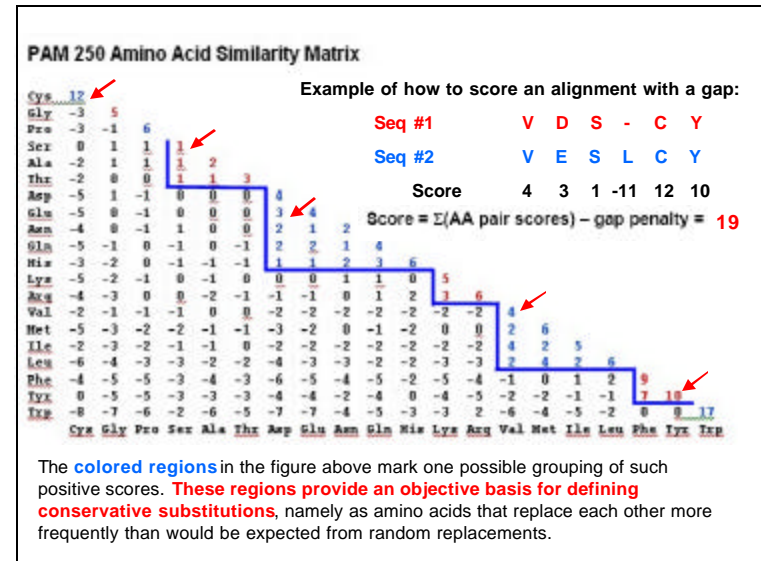 PAM 250 Amino Acid Similarity Matrix
Example of how to score an alignment with a gap:
Seq #1 V D S - C Y
Seq #2 V E S L C Y
Score 4 3 1 -11 12 10
Score = Σ(AA pair scores) – gap penalty = 19
Cys 12
Gly -3 5
Pro -3 -1 6
Ser 0 1 1 1
Ala -2 1 1 1 2
Thr -2 0 0 1 1 3
Asp -5 1 -1 0 0 0 4
Glu -5 0 -1 0 0 0 3 4
Asn -4 0 -1 1 0 0 2 1 2
Gln -5 -1 0 -1 0 -1 2 2 1 4
His -3 -2 0 -1 -1 -1 1 1 2 3 6
Lys -5 -2 -1 0 -1 0 0 0 1 1 0 5
Arg -4 -3 0 0 -2 -1 -1 -1 0 1 2 3 6
Val -2 -1 -1 -1 0 0 -2 -2 -2 -2 -2 -2 -2 4
Met -5 -3 -2 -2 -1 -1 -3 -2 0 -1 -2 0 0 2 6
Ile -2 -3 -2 -1 -1 0 -2 -2 -2 -2 -2 -2 -2 4 2 5
Leu -6 -4 -3 -3 -2 -2 -4 -3 -3 -2 -2 -3 -3 2 4 2 6
Phe -4 -5 -5 -3 -4 -3 -6 -5 -4 -5 -2 -5 -4 -1 0 1 2 9
Tyr 0 -5 -5 -3 -3 -3 -4 -4 -2 -4 0 -4 -5 -2 -2 -1 -1 7 10
Trp -8 -7 -6 -2 -6 -5 -7 -7 -4 -5 -3 -3 2 -6 -4 -5 -2 0 0 17
Cys Gly Pro Ser Ala Thr Asp Glu Asn Gln His Lys Arg Val Met Ile Leu Phe Tyr Trp
The colored regions in the figure above mark one possible grouping of such
positive scores. These regions provide an objective basis for defining
conservative substitutions, namely as amino acids that replace each other more
frequently than would be expected from random replacements.